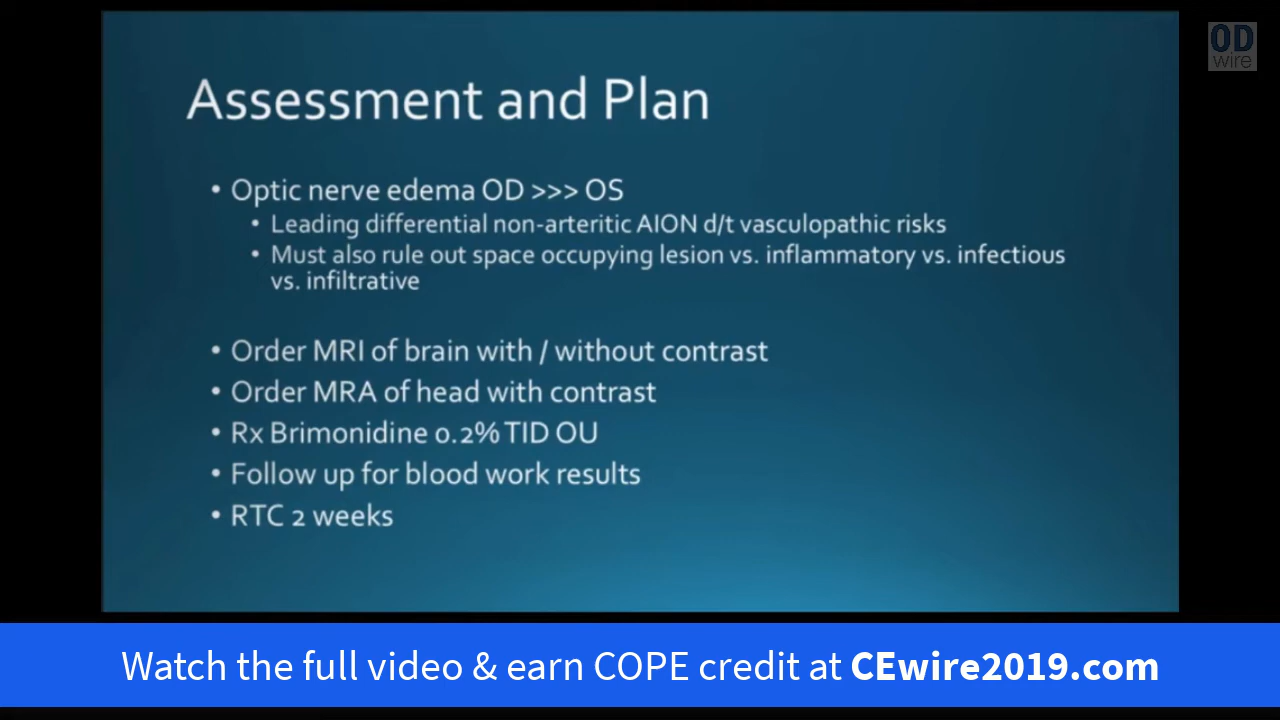 OD
wire
Assessment and Plan
• Optic nerve edema OD >>> OS
• Leading differential non-arteritic AION d/t vasculopathic risks
• Must also rule out space occupying lesion vs. inflammatory vs. infectious
vs. infiltrative
• Order MRI of brain with / without contrast
• Order MRA of head with contrast
• Rx Brimonidine 0.2% TID OU
• Follow up for blood work results
• RTC 2 weeks
Watch the full video & earn COPE credit at CEwire2019.com